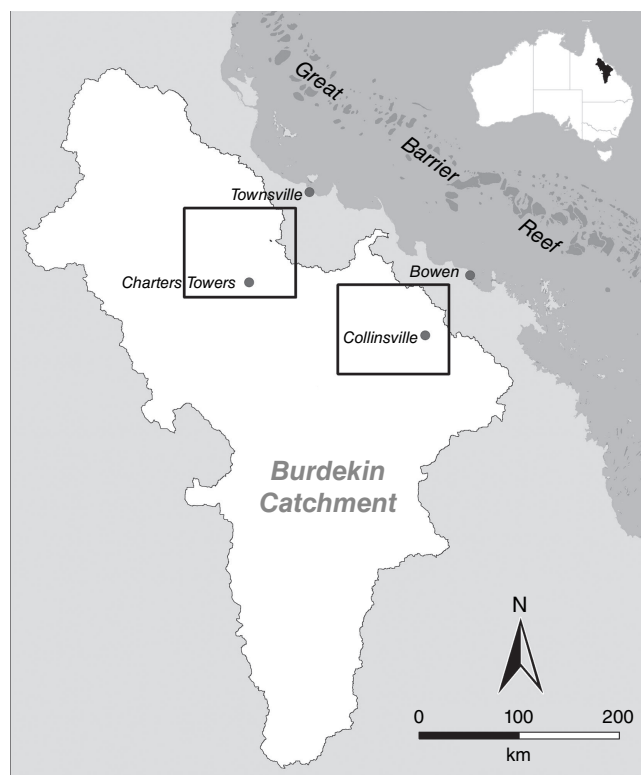 Great
Barrier
Reef
Townsville
Charters Towers
Bowen
Collinsville
Burdekin
Catchment
N
0 100 200
km